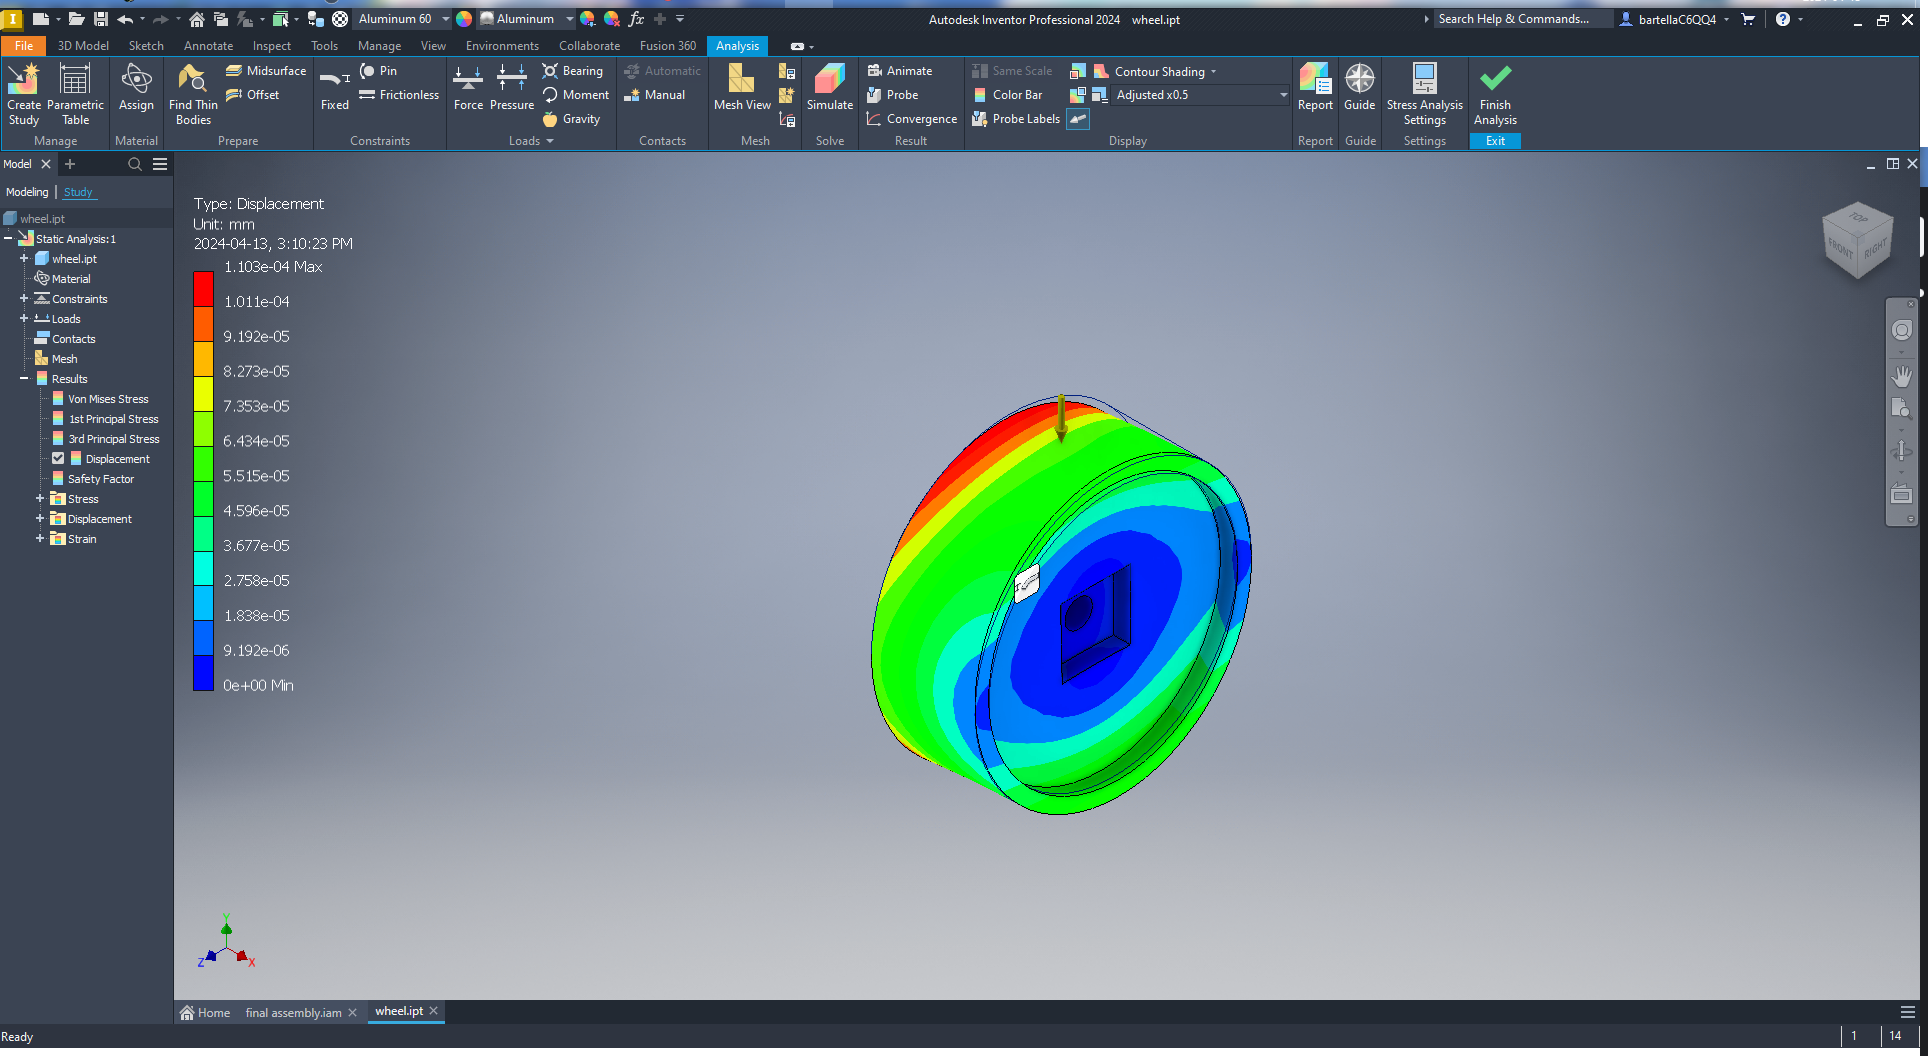 I
Aluminum 60
Aluminum
fx
Autodesk Inventor Professional 2024 wheel.ipt
Search Help & Commands...
bartellaC6QQ4
File 3D Model Sketch Annotate Inspect Tools Manage View Environments Collaborate Fusion 360 Analysis
Create Study
Parametric Table
Manage
Assign
Material
Find Thin Bodies
Midsurface
Offset
Prepare
Fixed
Pin
Frictionless
Constraints
Force
Pressure
Bearing
Moment
Gravity
Loads
Automatic
Manual
Contacts
Mesh View
Mesh
Simulate
Solve
Animate
Probe
Convergence
Result
Same Scale
Color Bar
Probe Labels
Contour Shading
Adjusted x0.5
Display
Report
Report
Guide
Guide
Stress Analysis Settings
Settings
Finish Analysis
Exit
Model
Modeling | Study
wheel.ipt
Static Analysis:1
wheel.ipt
Material
Constraints
Loads
Contacts
Mesh
Results
Von Mises Stress
1st Principal Stress
3rd Principal Stress
Displacement
Safety Factor
Stress
Displacement
Strain
Type: Displacement
Unit: mm
2024-04-13, 3:10:23 PM
1.103e-04 Max
1.011e-04
9.192e-05
8.273e-05
7.353e-05
6.434e-05
5.515e-05
4.596e-05
3.677e-05
2.758e-05
1.838e-05
9.192e-06
0e+00 Min
TOP
FRONT
RIGHT
Y
Z
X
Home
final assembly.iam
wheel.ipt
Ready
1
14